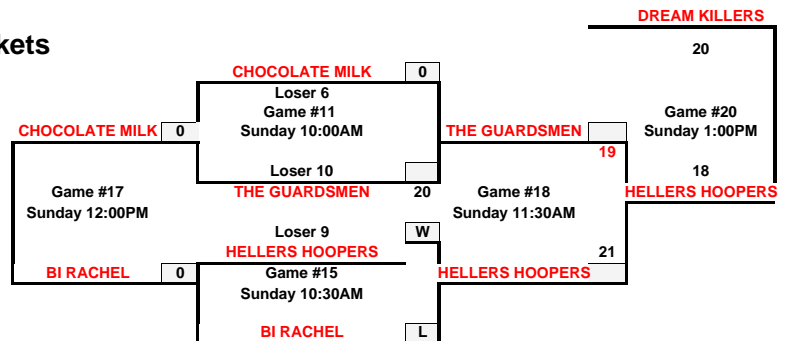 DREAM KILLERS
kets
20
CHOCOLATE MILK 0
Loser 6
Game #11
Sunday 10:00AM
CHOCOLATE MILK 0
THE GUARDSMEN
Game #20
Sunday 1:00PM
19
Loser 10
18
THE GUARDSMEN 20
Game #17
Sunday 12:00PM
Game #18
Sunday 11:30AM
HELLERS HOOPERS
Loser 9 W
HELLERS HOOPERS
21
BI RACHEL 0
Game #15
Sunday 10:30AM
HELLERS HOOPERS
BI RACHEL L